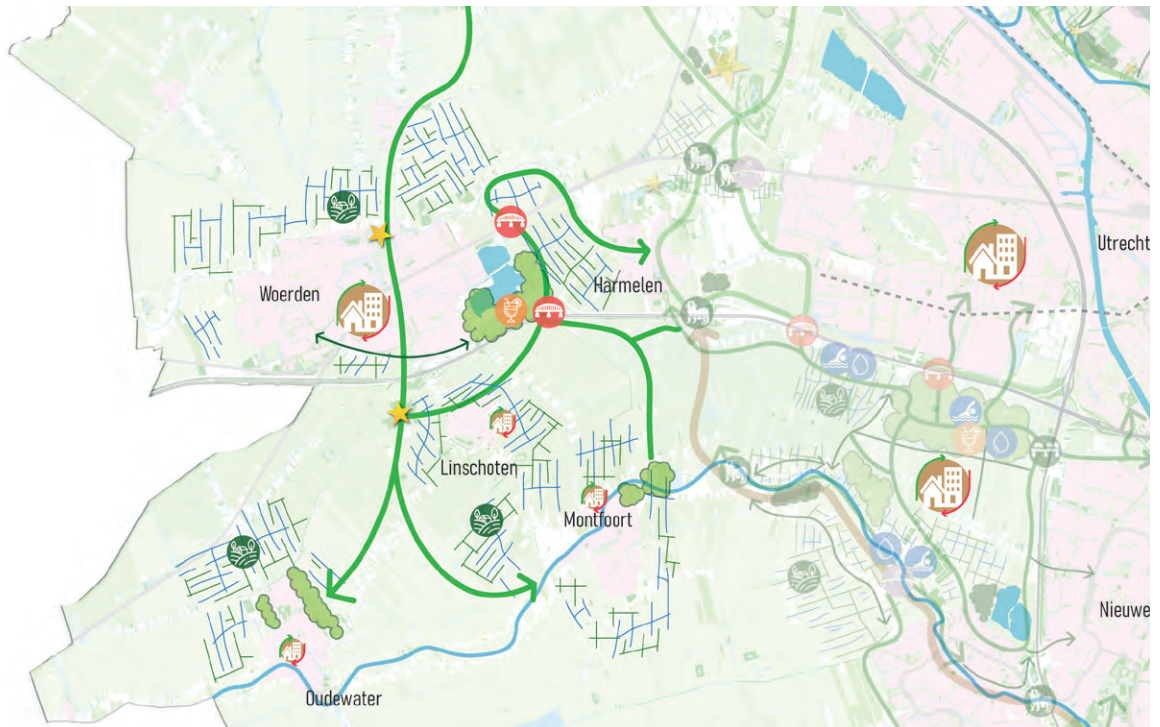 Utrecht
Woerden
Harmelen
Linschoten
Montfoort
Nieuwe
Oudewater